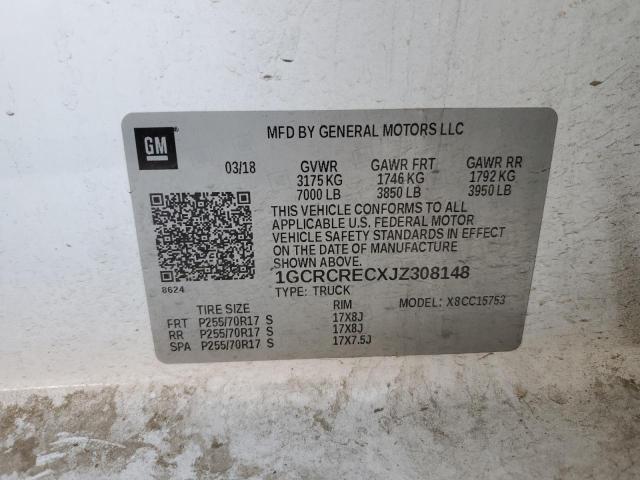 GM®
MFD BY GENERAL MOTORS LLC
03/18 GVWR GAWR FRT GAWR RR
3175 KG 1746 KG 1792 KG
7000 LB 3850 LB 3950 LB
THIS VEHICLE CONFORMS TO ALL
APPLICABLE U.S. FEDERAL MOTOR
VEHICLE SAFETY STANDARDS IN EFFECT
ON THE DATE OF MANUFACTURE
SHOWN ABOVE.
8624
1GCRCRECXJZ308148
TYPE: TRUCK MODEL: X8CC15753
TIRE SIZE RIM
FRT P255/70R17 S 17X8J
RR P255/70R17 S 17X8J
SPA P255/70R17 S 17X7.5J